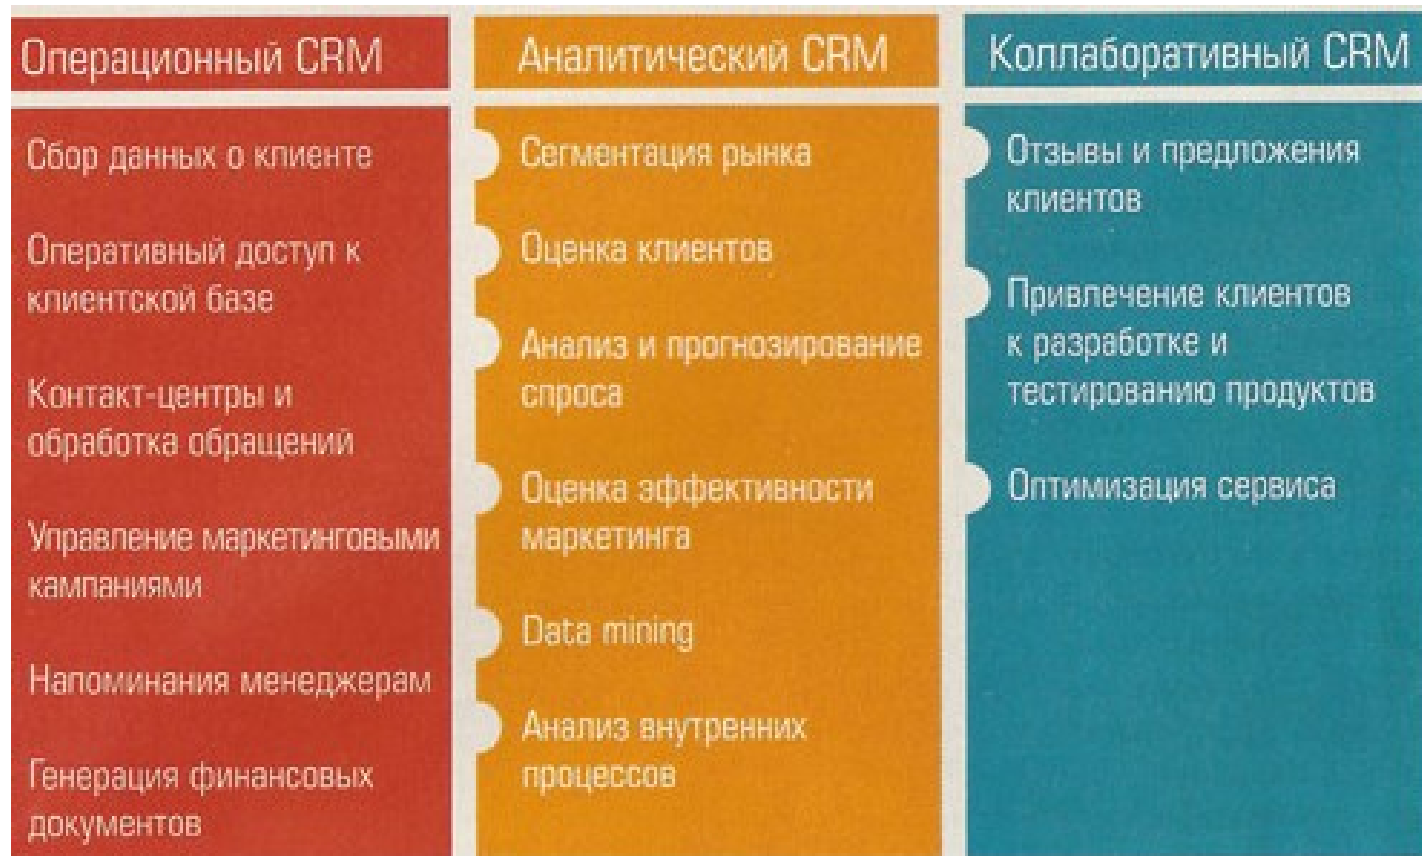 Операционный CRM
Сбор данных о клиенте
Оперативный доступ к
клиентской базе
Контакт-центры и
обработка обращений
Управление маркетинговыми
кампаниями
Напоминания менеджерам
Генерация финансовых
документов
Аналитический CRM
Сегментация рынка
Оценка клиентов
Анализ и прогнозирование
спроса
Оценка эффективности
маркетинга
Data mining
Анализ внутренних
процессов
Коллаборативный CRM
Отзывы и предложения
клиентов
Привлечение клиентов
к разработке и
тестированию продуктов
Оптимизация сервиса